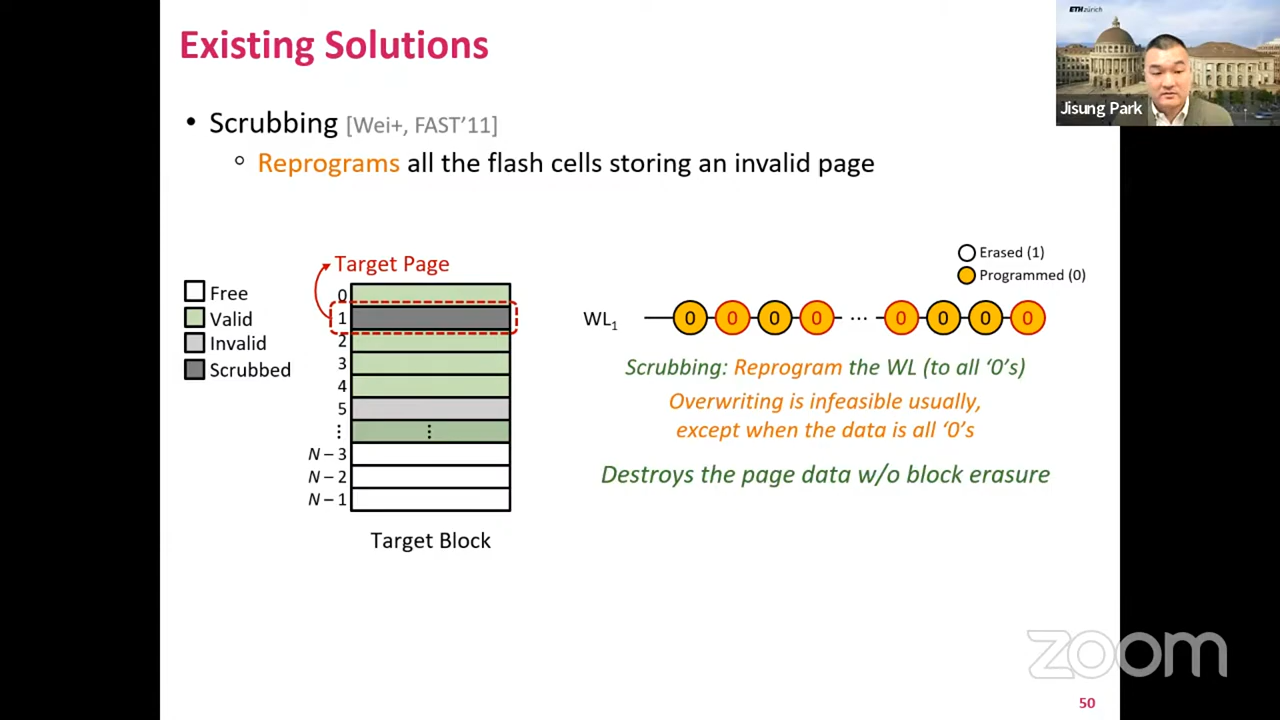 Existing Solutions
ETH zürich
Jisung Park
• Scrubbing [Wei+, FAST’11]
○ Reprograms all the flash cells storing an invalid page
Free
Valid
Invalid
Scrubbed
Target Page
0
1
2
3
4
5
⋮ ⋮
N – 3
N – 2
N – 1
Target Block
Erased (1)
Programmed (0)
WL1 0 0 0 0 ... 0 0 0 0
Scrubbing: Reprogram the WL (to all ‘0’s)
Overwriting is infeasible usually,
except when the data is all ‘0’s
Destroys the page data w/o block erasure
zoom
50